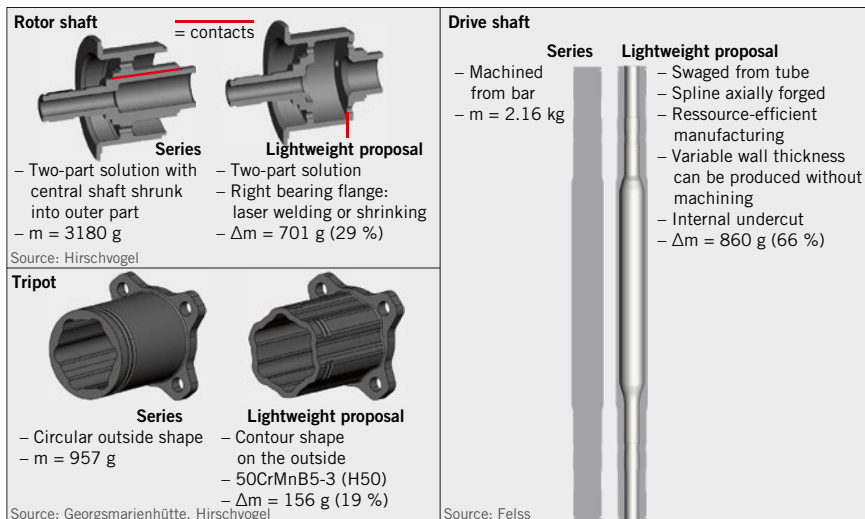 Rotor shaft
= contacts
Series
– Two-part solution with
central shaft shrunk
into outer part
– m = 3180 g
Lightweight proposal
– Two-part solution
– Right bearing flange:
laser welding or shrinking
– Δm = 701 g (29 %)
Source: Hirschvogel
Tripot
Series
– Circular outside shape
– m = 957 g
Lightweight proposal
– Contour shape
on the outside
– 50CrMnB5-3 (H50)
– Δm = 156 g (19 %)
Source: Georgsmarienhütte, Hirschvogel
Drive shaft
Series
– Machined
from bar
– m = 2.16 kg
Lightweight proposal
– Swaged from tube
– Spline axially forged
– Ressource-efficient
manufacturing
– Variable wall thickness
can be produced without
machining
– Internal undercut
– Δm = 860 g (66 %)
Source: Felss